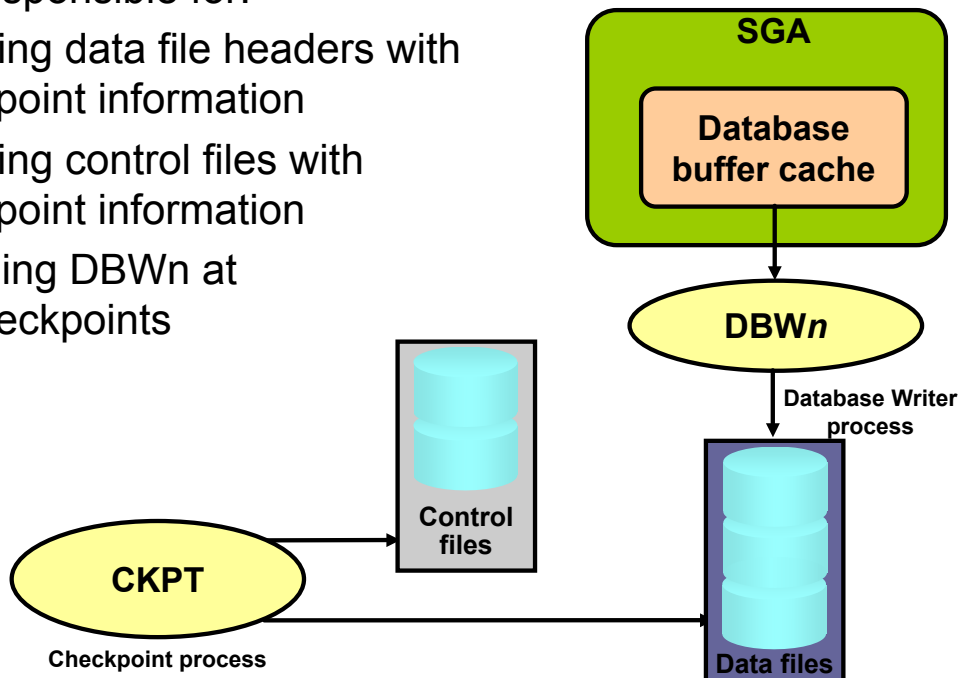 ing data file headers with
point information
ing control files with
point information
ing DBWn at
eckpoints
SGA
Database
buffer cache
DBWn
Database Writer
process
Control
files
CKPT
Checkpoint process
Data files